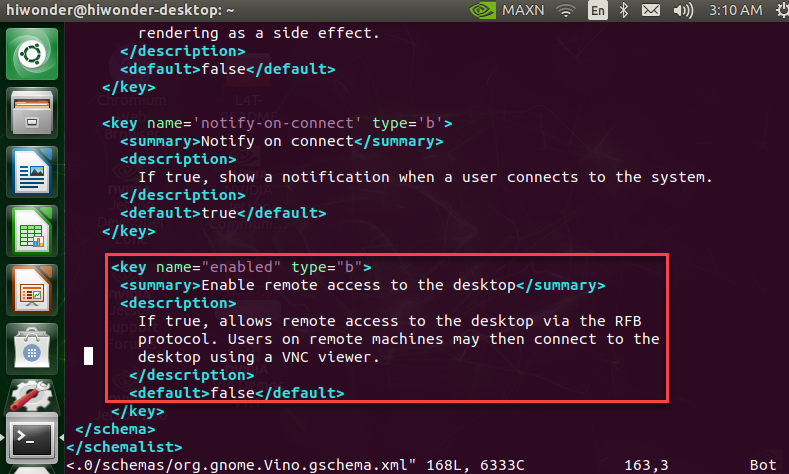 hiwonder@hiwonder-desktop: ~
MAXN
En
3:10 AM
rendering as a side effect.
</description>
<default>false</default>
</key>
<key name='notify-on-connect' type='b'>
<summary>Notify on connect</summary>
<description>
If true, show a notification when a user connects to the system.
</description>
<default>true</default>
</key>
<key name="enabled" type="b">
<summary>Enable remote access to the desktop</summary>
<description>
If true, allows remote access to the desktop via the RFB
protocol. Users on remote machines may then connect to the
desktop using a VNC viewer.
</description>
<default>false</default>
</key>
</schema>
</schemalist>
<.0/schemas/org.gnome.Vino.gschema.xml" 168L, 6333C 163,3 Bot